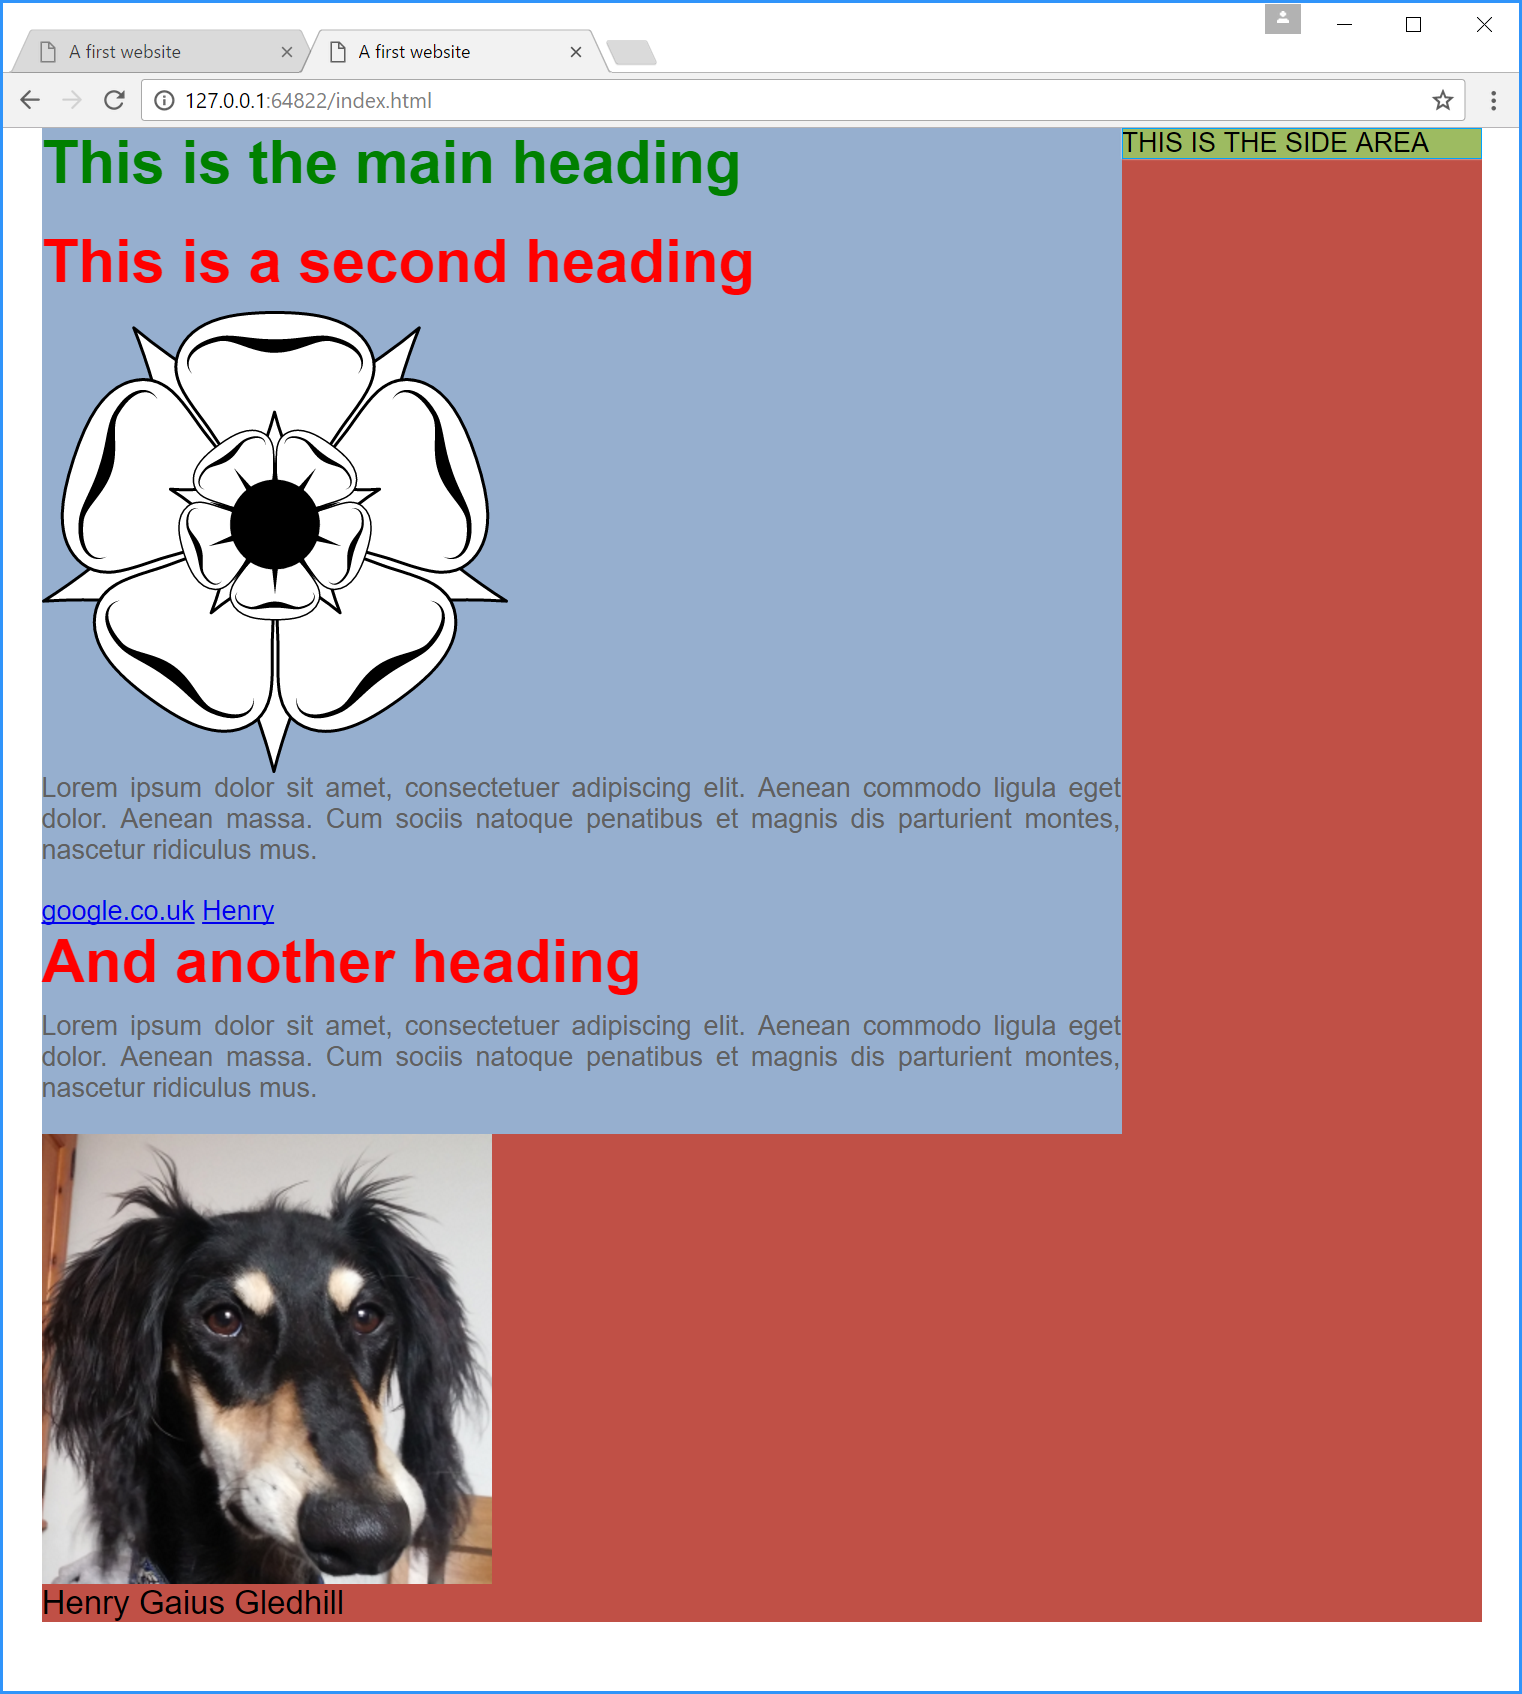 A first website
A first website
127.0.0.1:64822/index.html
This is the main heading
THIS IS THE SIDE AREA
This is a second heading
Lorem ipsum dolor sit amet, consectetuer adipiscing elit. Aenean commodo ligula eget
dolor. Aenean massa. Cum sociis natoque penatibus et magnis dis parturient montes,
nascetur ridiculus mus.
google.co.uk Henry
And another heading
Lorem ipsum dolor sit amet, consectetuer adipiscing elit. Aenean commodo ligula eget
dolor. Aenean massa. Cum sociis natoque penatibus et magnis dis parturient montes,
nascetur ridiculus mus.
Henry Gaius Gledhill